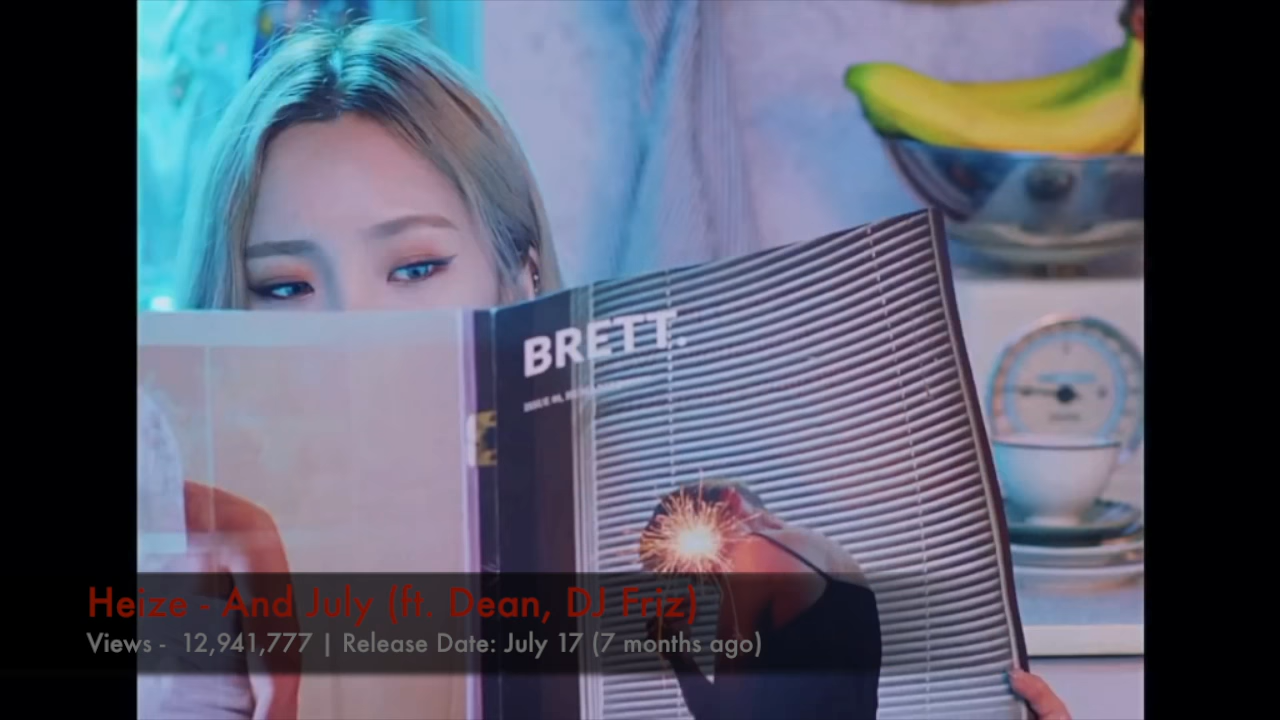 BRETT.
Heize - And July (ft. Dean, DJ Friz)
Views - 12,941,777 | Release Date: July 17 (7 months ago)